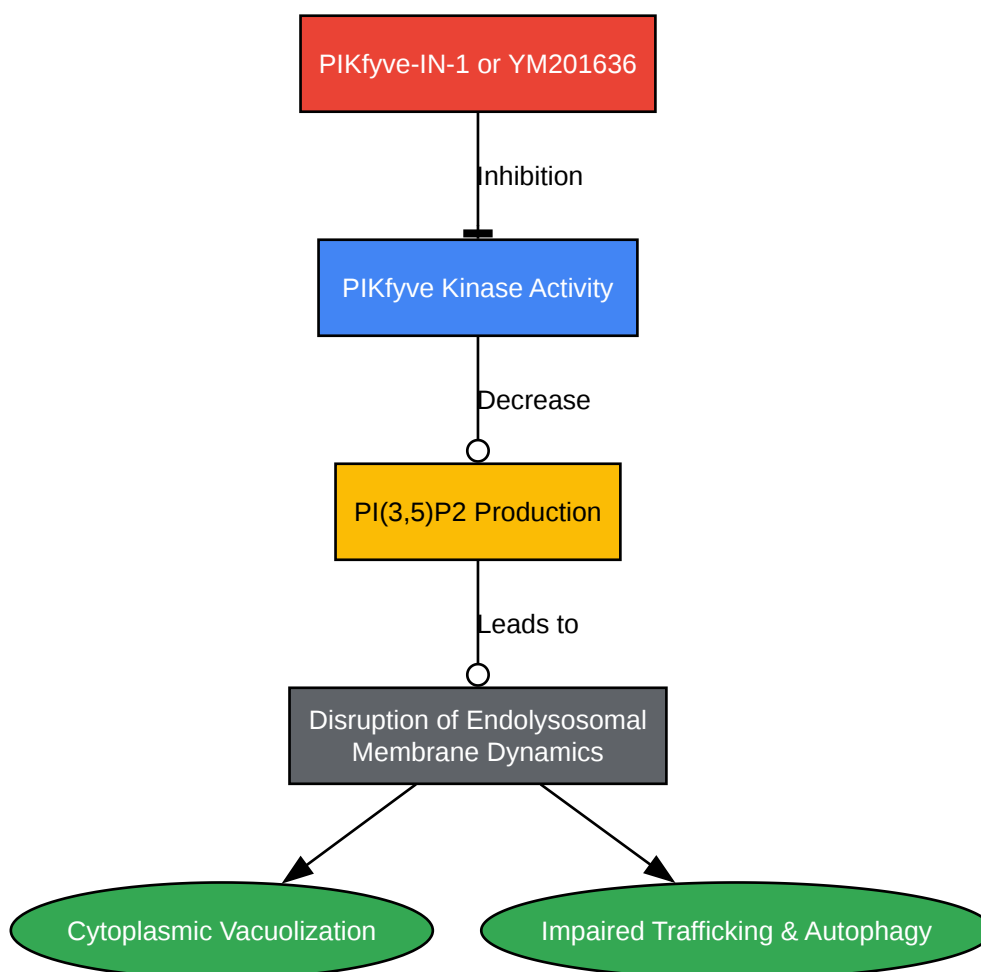 PIKfyve-IN-1 or YM201636
Inhibition
PIKfyve Kinase Activity
Decrease
PI(3,5)P2 Production
Leads to
Disruption of Endolysosomal
Membrane Dynamics
Cytoplasmic Vacuolization
Impaired Trafficking & Autophagy